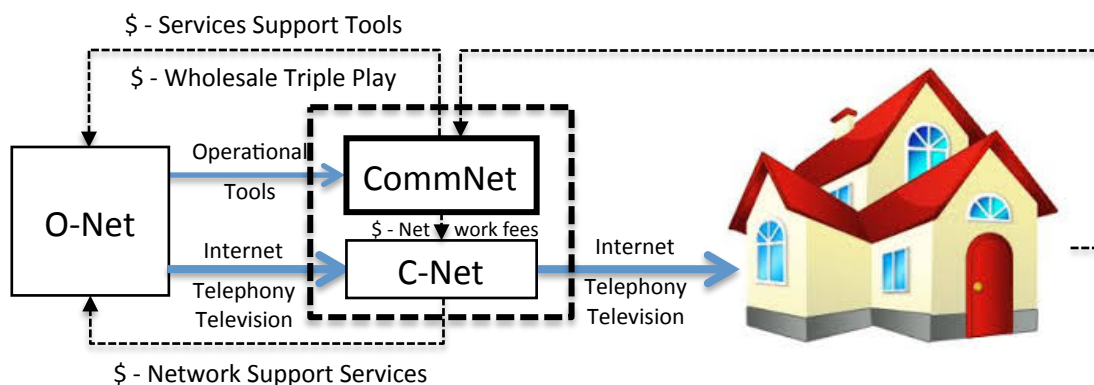 $ - Services Support Tools
$ - Wholesale Triple Play
Operational
Tools
CommNet
O-Net
$ - Net work fees
Internet
Telephony
Television
C-Net
Internet
Telephony
Television
$ - Network Support Services